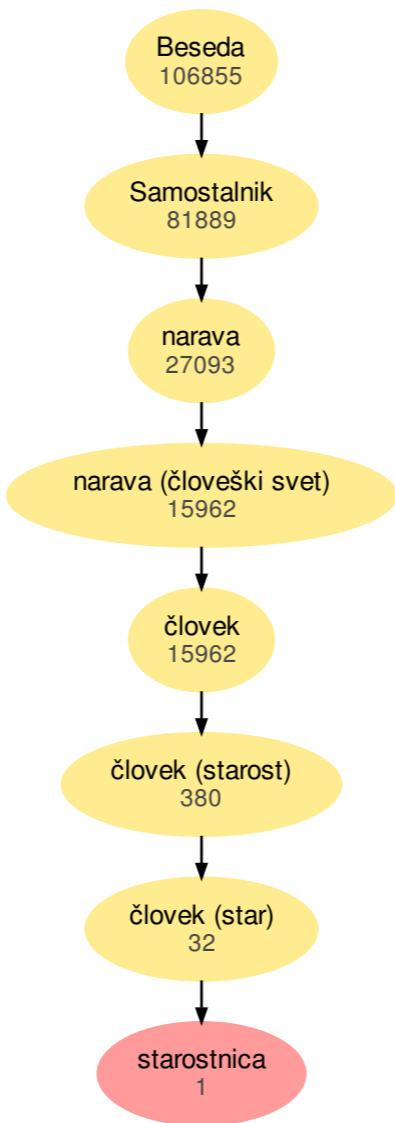 Beseda
106855
Samostalnik
81889
narava
27093
narava (človeški svet)
15962
človek
15962
človek (starost)
380
človek (star)
32
starostnica
1